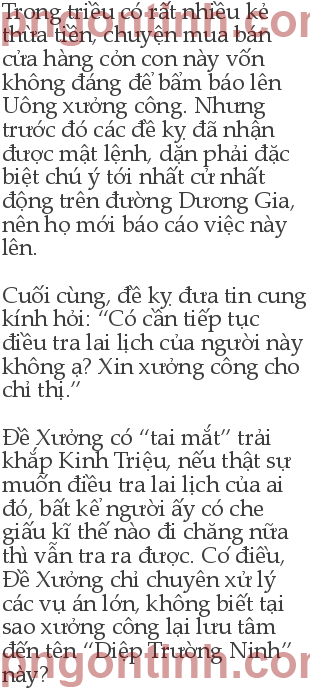 pngontinh.com
Trong triều có rất nhiều kẻ
thừa tiền, chuyện mua bán
cửa hàng cỏn con này vốn
không đáng để bẩm báo lên
Uông xưởng công. Nhưng
trước đó các đề kỵ đã nhận
được mật lệnh, dặn phải đặc
biệt chú ý tới nhất cử nhất
động trên đường Dương Gia,
nên họ mới báo cáo việc này
lên.
Cuối cùng, đề kỵ đưa tin cung
kính hỏi: “Có cần tiếp tục
điều tra lai lịch của người này
không ạ? Xin xưởng công cho
chỉ thị.”
Đề Xưởng có “tai mắt” trải
khắp Kinh Triệu, nếu thật sự
muốn điều tra lai lịch của ai
đó, bất kể người ấy có che
giấu kĩ thế nào đi chăng nữa
thì vẫn tra ra được. Có điều,
Đề Xưởng chỉ chuyên xử lý
các vụ án lớn, không biết tại
sao xưởng công lại lưu tâm
đến tên “Diệp Trường Ninh”
này?
pngontinh.com